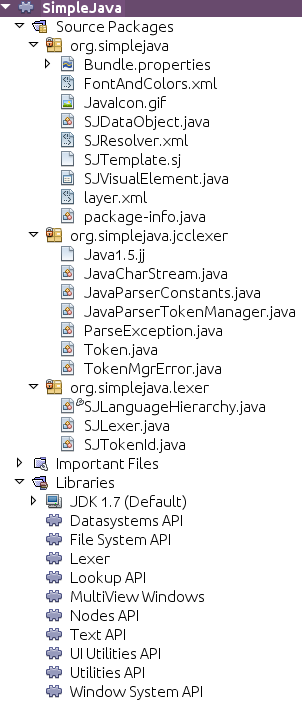 SimpleJava
Source Packages
org.simplejava
Bundle.properties
FontAndColors.xml
JavaIcon.gif
SJDataObject.java
SJResolver.xml
SJTemplate.sj
SJVisualElement.java
layer.xml
package-info.java
org.simplejava.jcclexer
Java1.5.jj
JavaCharStream.java
JavaParserConstants.java
JavaParserTokenManager.java
ParseException.java
Token.java
TokenMgrError.java
org.simplejava.lexer
SJLanguageHierarchy.java
SJLexer.java
SJTokenId.java
Important Files
Libraries
JDK 1.7 (Default)
Datasystems API
File System API
Lexer
Lookup API
MultiView Windows
Nodes API
Text API
UI Utilities API
Utilities API
Window System API